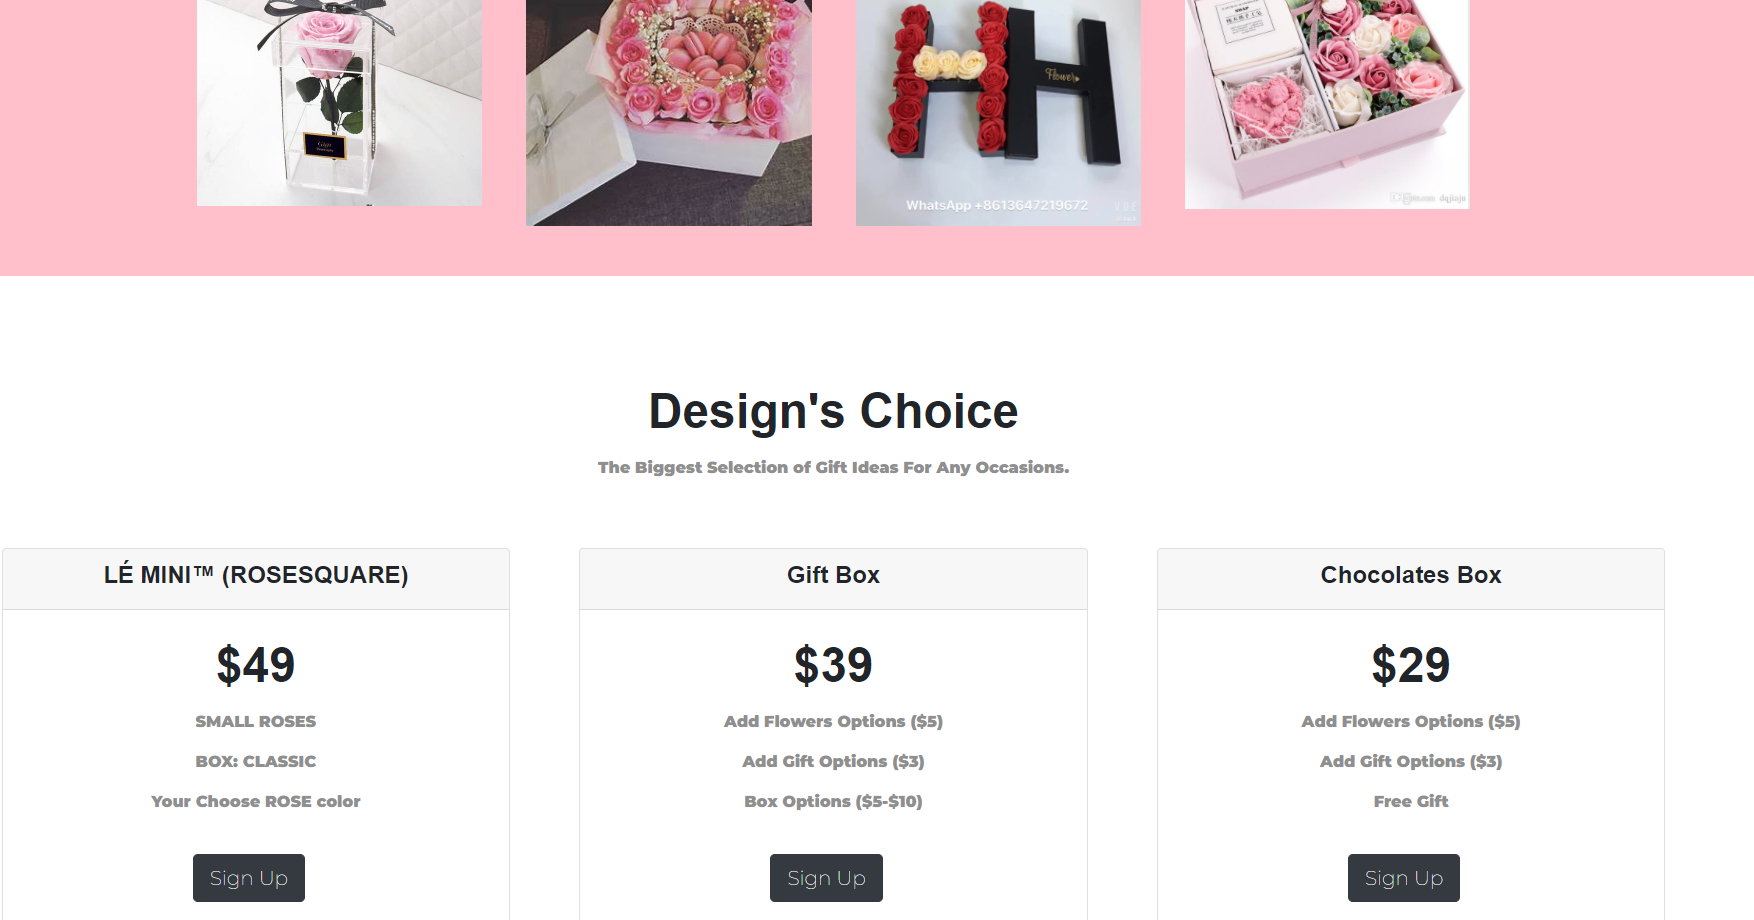 Flower
SOAP
WhatsApp +8613647219672
Design's Choice
The Biggest Selection of Gift Ideas For Any Occasions.
LÉ MINI™ (ROSESQUARE)
$49
SMALL ROSES
BOX: CLASSIC
Your Choose ROSE color
Sign Up
Gift Box
$39
Add Flowers Options ($5)
Add Gift Options ($3)
Box Options ($5-$10)
Sign Up
Chocolates Box
$29
Add Flowers Options ($5)
Add Gift Options ($3)
Free Gift
Sign Up